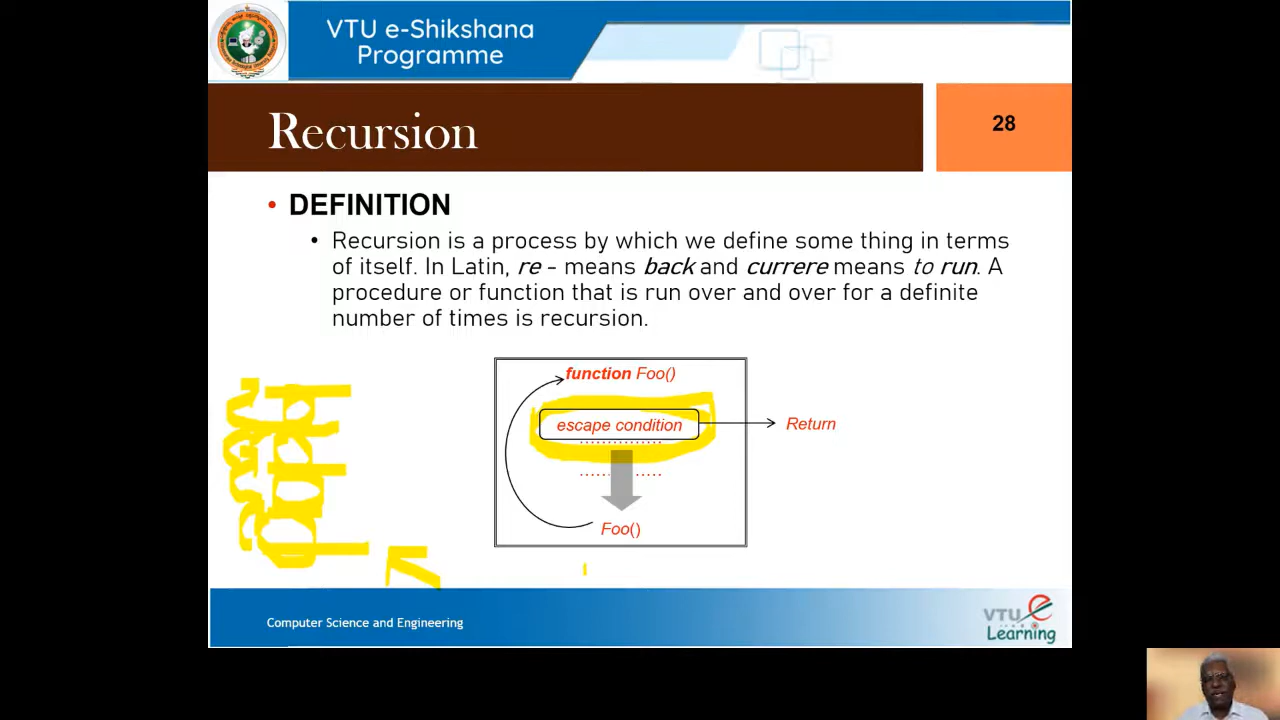 VTU e-Shikshana
Programme
Recursion
28
• DEFINITION
• Recursion is a process by which we define some thing in terms
of itself. In Latin, re - means back and currere means to run. A
procedure or function that is run over and over for a definite
number of times is recursion.
function Foo()
escape condition
Return
Foo()
Computer Science and Engineering
VTU e
Learning